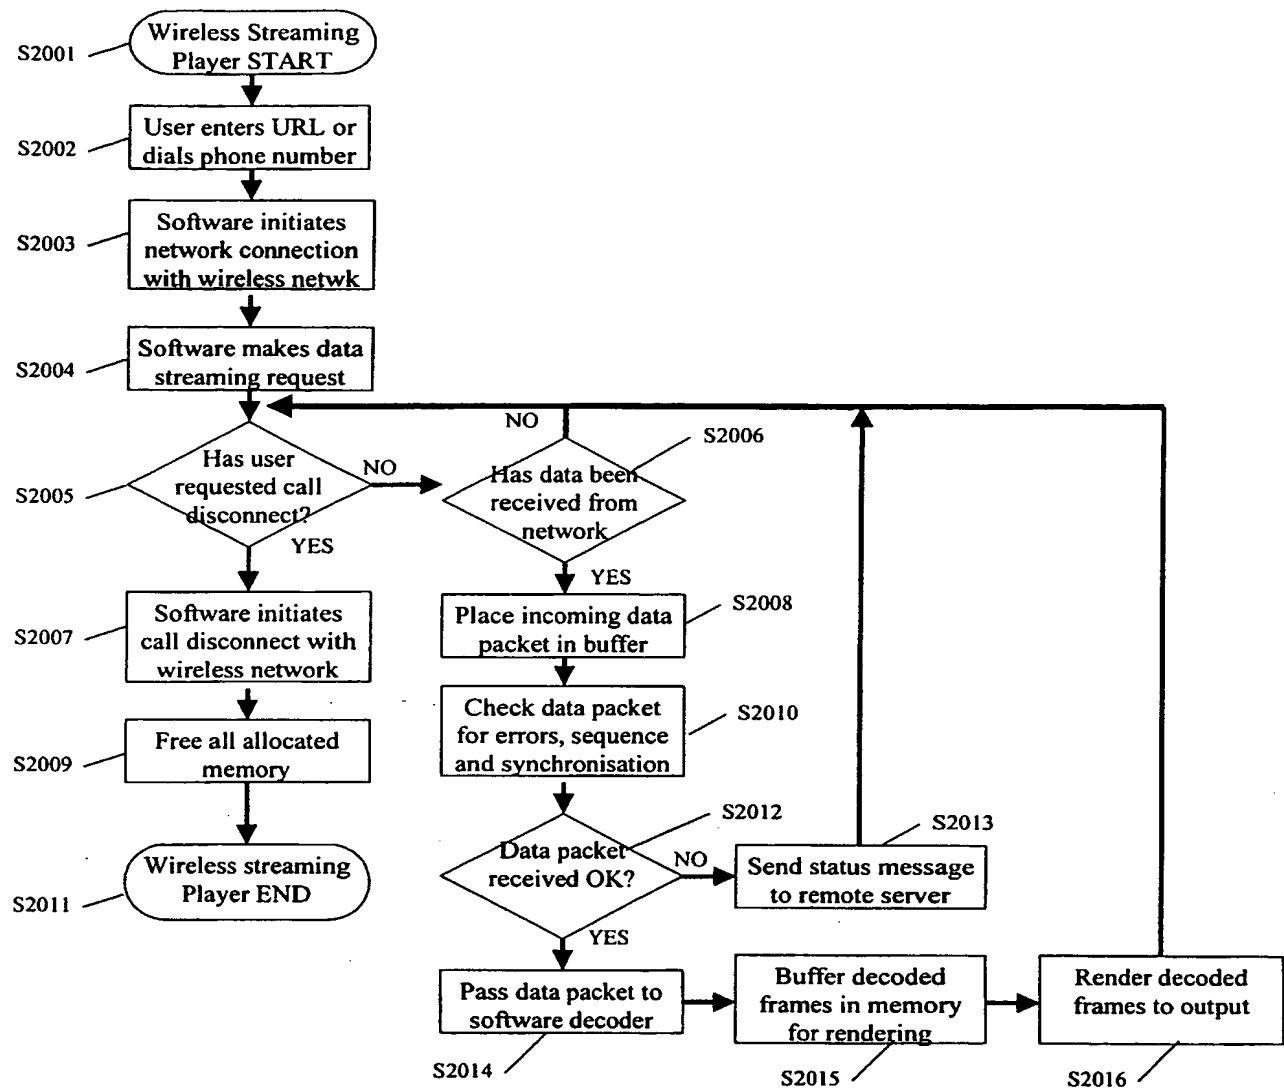 S2001
Wireless Streaming
Player START
S2002
User enters URL or
dials phone number
S2003
Software initiates
network connection
with wireless netwk
S2004
Software makes data
streaming request
S2005
Has user
requested call
disconnect?
NO
YES
NO
S2006
Has data been
received from
network
YES
S2007
Software initiates
call disconnect with
wireless network
S2008
Place incoming data
packet in buffer
S2009
Free all allocated
memory
S2010
Check data packet
for errors, sequence
and synchronisation
S2011
Wireless streaming
Player END
S2012
Data packet
received OK?
NO
YES
S2013
Send status message
to remote server
Pass data packet to
software decoder
S2014
Buffer decoded
frames in memory
for rendering
S2015
Render decoded
frames to output
S2016